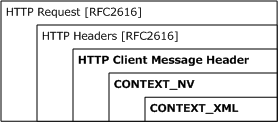 HTTP Request [RFC2616]
HTTP Headers [RFC2616]
HTTP Client Message Header
CONTEXT_NV
CONTEXT_XML